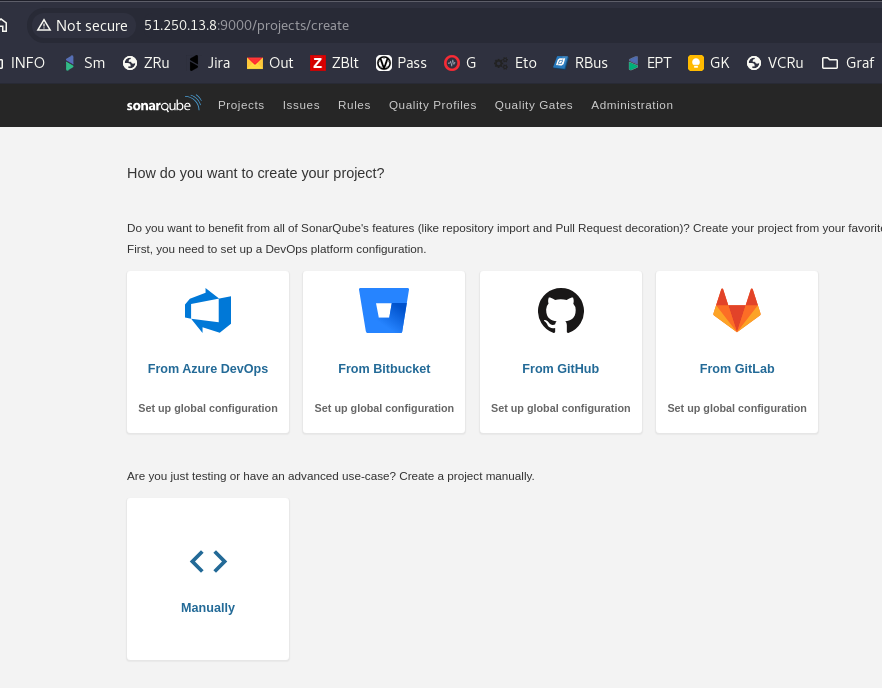 Not secure 51.250.13.8:9000/projects/create
INFO Sm ZRu Jira Out ZBlt Pass G Eto RBus EPT GK VCRu Graf
sonarqube Projects Issues Rules Quality Profiles Quality Gates Administration
How do you want to create your project?
Do you want to benefit from all of SonarQube's features (like repository import and Pull Request decoration)? Create your project from your favorite
First, you need to set up a DevOps platform configuration.
From Azure DevOps From Bitbucket From GitHub From GitLab
Set up global configuration Set up global configuration Set up global configuration Set up global configuration
Are you just testing or have an advanced use-case? Create a project manually.
Manually